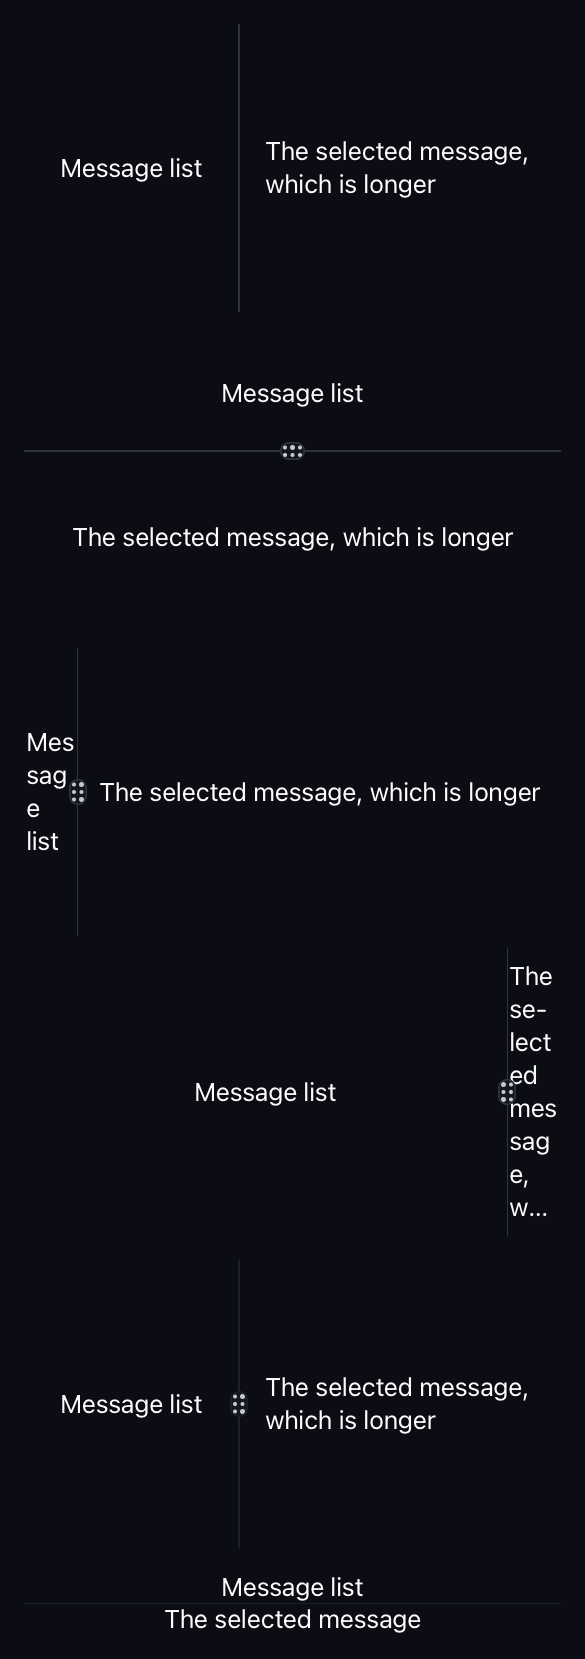 Message list
The selected message,
which is longer
Message list
The selected message, which is longer
Mes
sag
e
list
The selected message, which is longer
Message list
The
se-
lect
ed
mes
sag
e,
w…
Message list
The selected message,
which is longer
Message list
The selected message